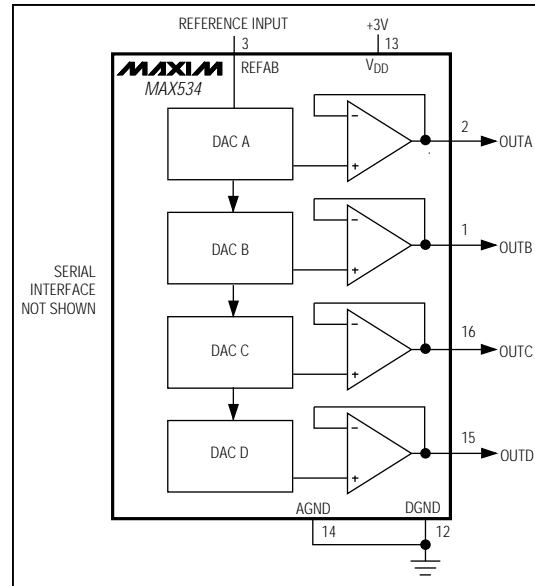 REFERENCE INPUT
+3V
3
13
MAXIM
REFAB
VDD
MAX534
DAC A
−
+
2
OUTA
DAC B
−
+
1
OUTB
SERIAL
INTERFACE
NOT SHOWN
DAC C
−
+
16
OUTC
DAC D
−
+
15
OUTD
AGND
DGND
14
12